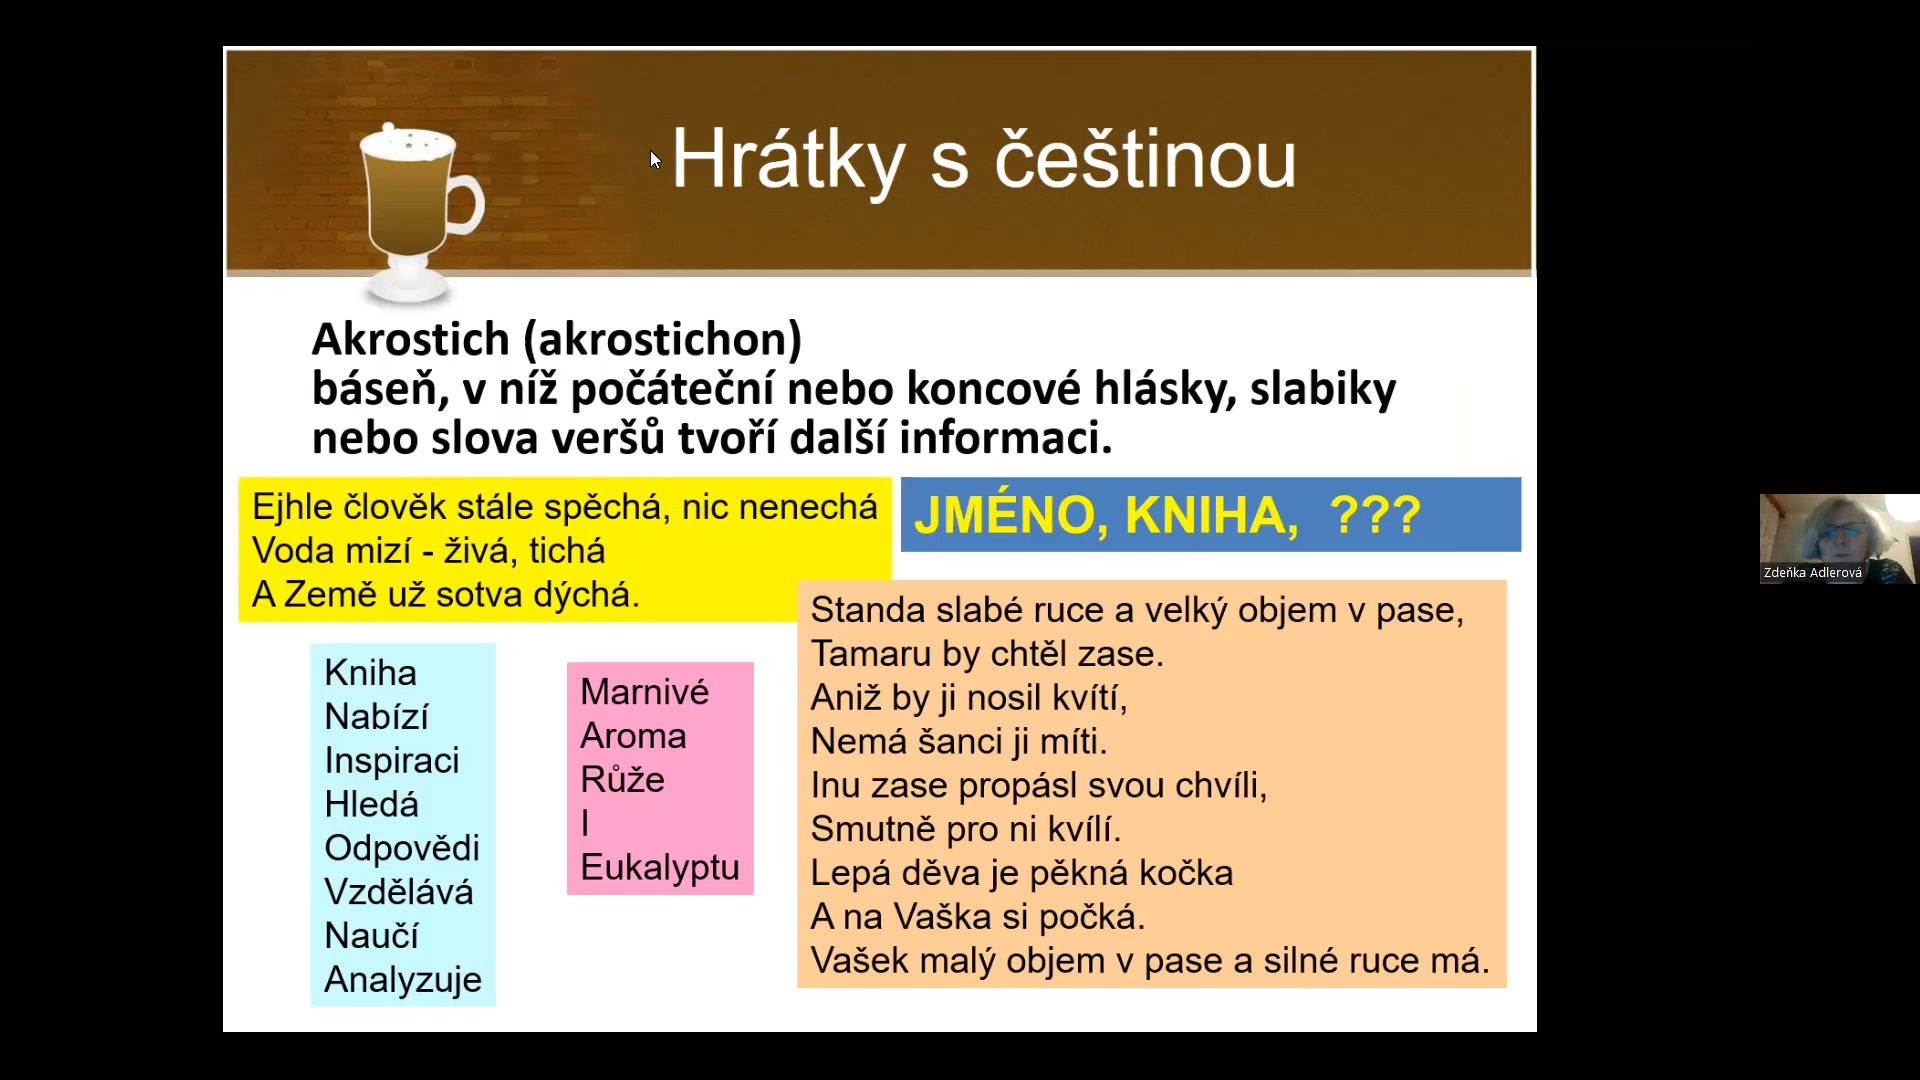 Hrátky s češtinou
Akrostich (akrostichon)
báseň, v níž počáteční nebo koncové hlásky, slabiky
nebo slova veršů tvoří další informaci.
Ejhle člověk stále spěchá, nic nenechá
Voda mizí - živá, tichá
A Země už sotva dýchá.
JMÉNO, KNIHA, ???
Kniha
Nabízí
Inspiraci
Hledá
Odpovědi
Vzdělává
Naučí
Analyzuje
Marnivé
Aroma
Růže
I
Eukalyptu
Standa slabé ruce a velký objem v pase,
Tamaru by chtěl zase.
Aniž by ji nosil kvítí,
Nemá šanci ji míti.
Inu zase propásl svou chvíli,
Smutně pro ni kvílí.
Lepá děva je pěkná kočka
A na Vaška si počká.
Vašek malý objem v pase a silné ruce má.
Zdeňka Adlerová